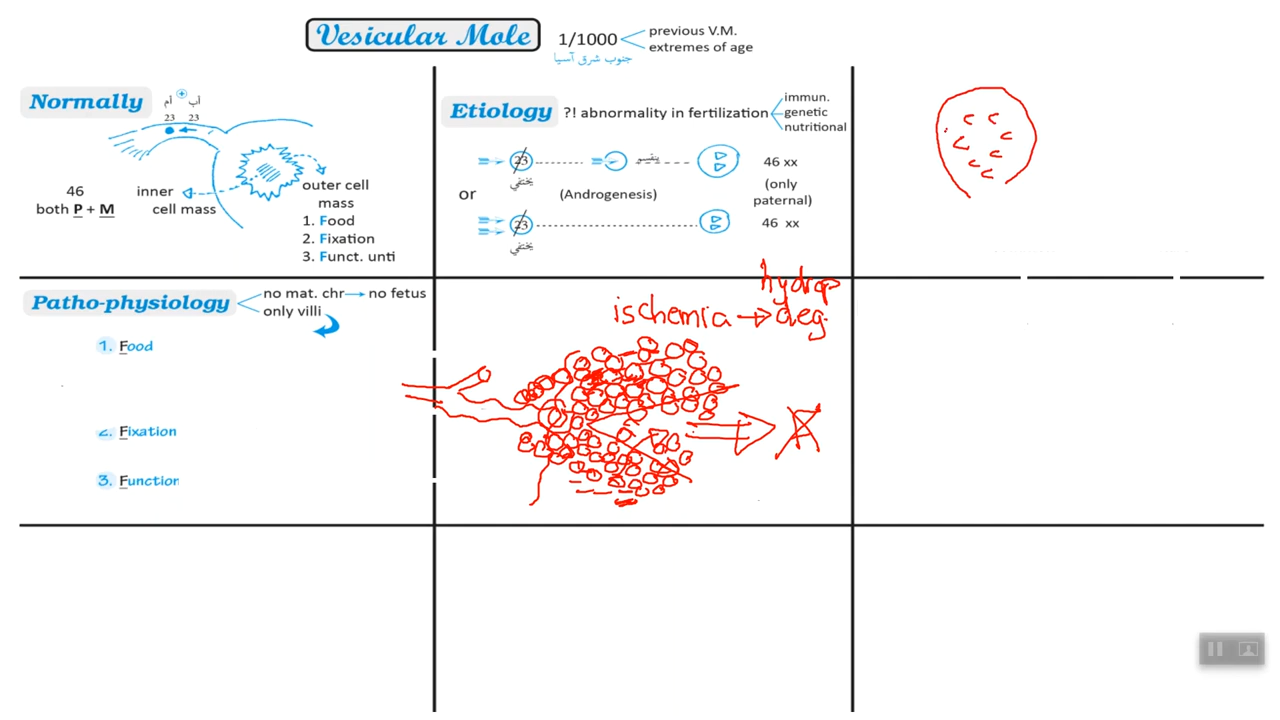 Vesicular Mole
1/1000
previous V.M.
extremes of age
جنوب شرق آسيا
Normally
أم + أب
23 23
46
both P + M
inner
cell mass
outer cell
mass
1. Food
2. Fixation
3. Funct. unti
Etiology
?! abnormality in fertilization
immun.
genetic
nutritional
23
ينقسم
46 xx
يختفي
or
(Androgenesis)
(only
paternal)
23
46 xx
يختفي
Patho-physiology
no mat. chr → no fetus
only villi
1. Food
2. Fixation
3. Function
hydrop
ischemia → deg.